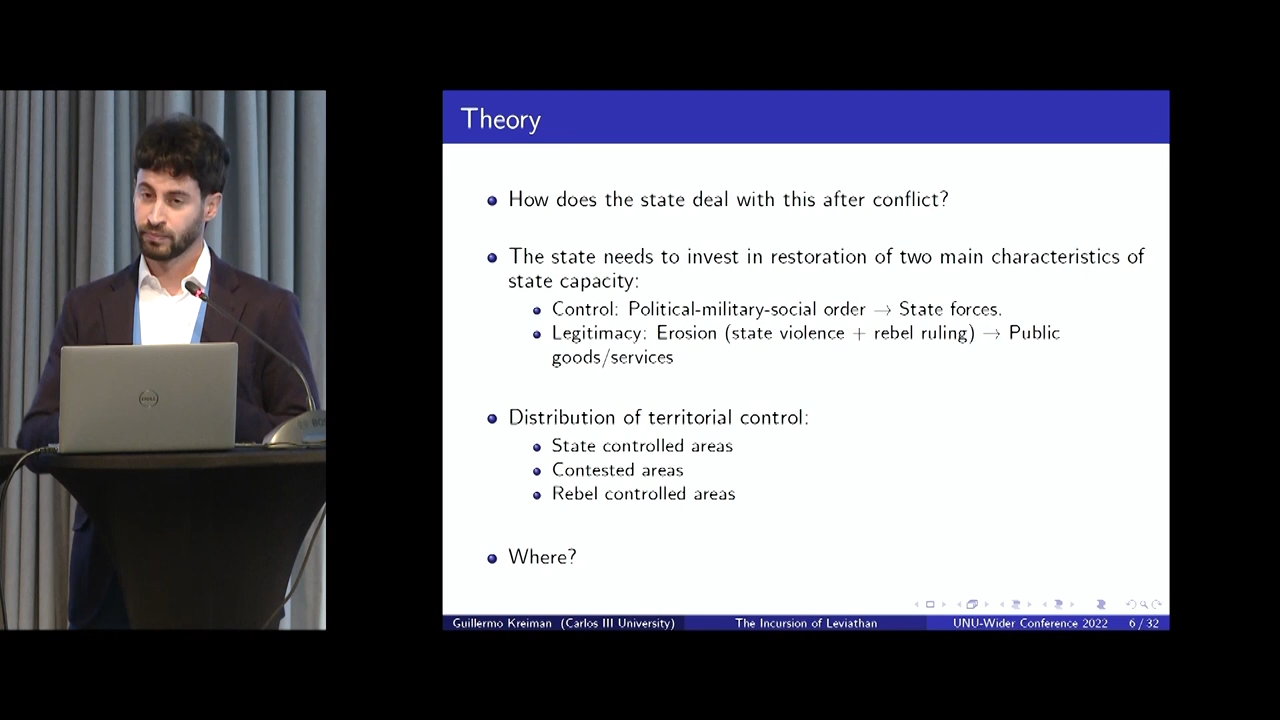 Theory
How does the state deal with this after conflict?
The state needs to invest in restoration of two main characteristics of
state capacity:
Control: Political-military-social order → State forces.
Legitimacy: Erosion (state violence + rebel ruling) → Public
goods/services
Distribution of territorial control:
State controlled areas
Contested areas
Rebel controlled areas
Where?
Guillermo Kreiman (Carlos III University) The Incursion of Leviathan UNU-Wider Conference 2022 6 / 32
DELL